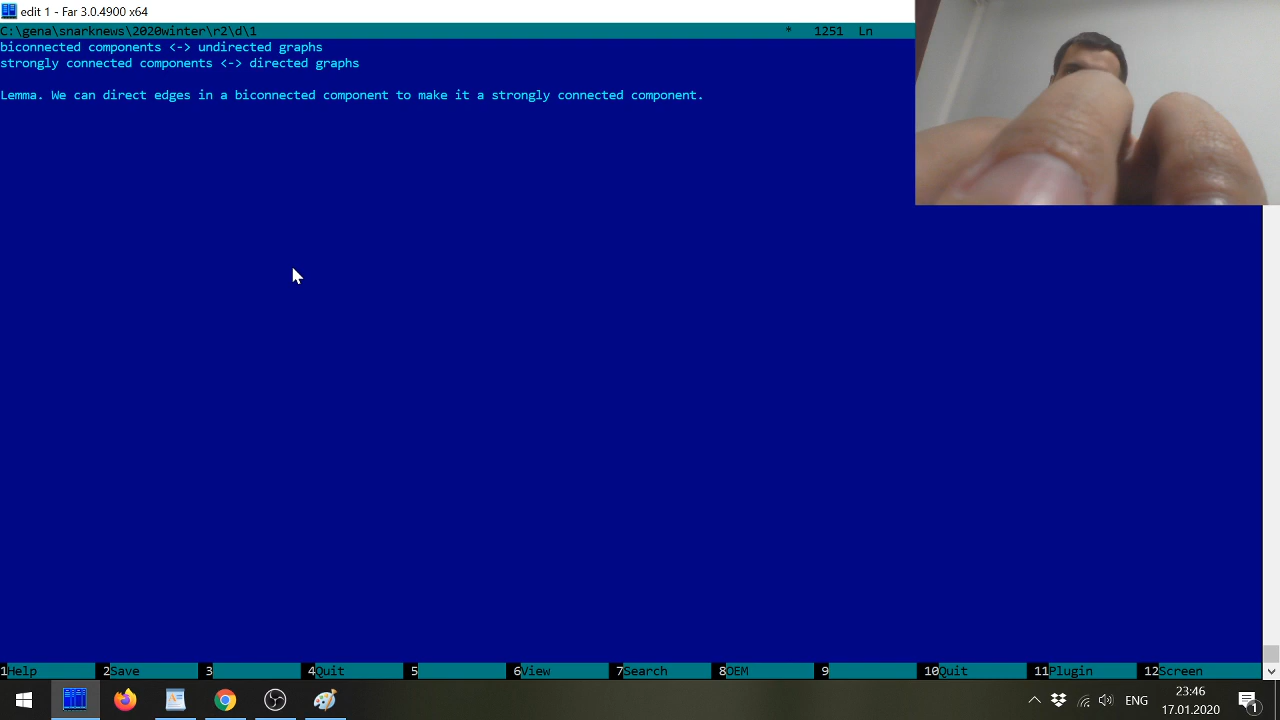 edit 1 - Far 3.0.4900 x64
C:\gena\snarknews\2020winter\r2\d\1 * 1251 Ln
biconnected components <-> undirected graphs
strongly connected components <-> directed graphs
Lemma. We can direct edges in a biconnected component to make it a strongly connected component.
1Help 2Save 3 4Quit 5 6View 7Search 8OEM 9 10Quit 11Plugin 12Screen
ENG
23:46
17.01.2020
1